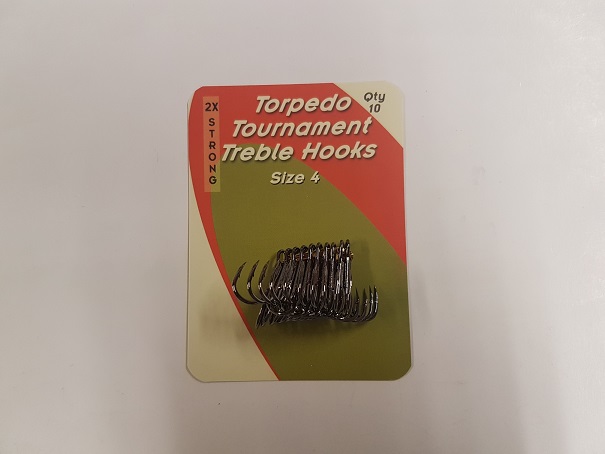 2X
STRONG
Torpedo
Tournament
Treble Hooks
Size 4
Qty
10